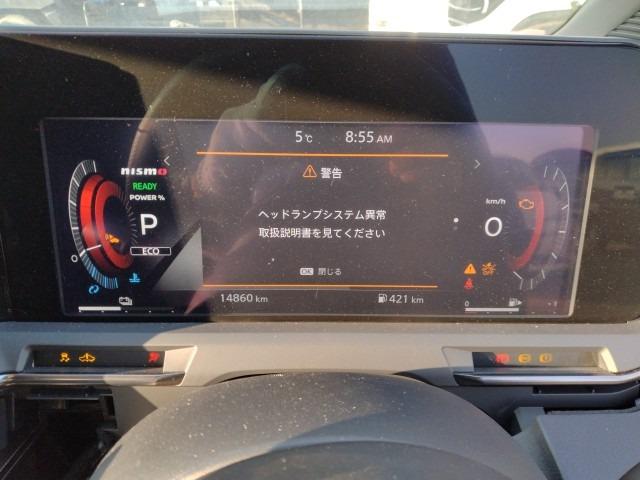 5℃ 8:55 AM
nismo
READY
POWER %
P
ECO
0
警告
ヘッドランプシステム異常
取扱説明書を見てください
OK 閉じる
14860 km
421 km
km/h
0
0